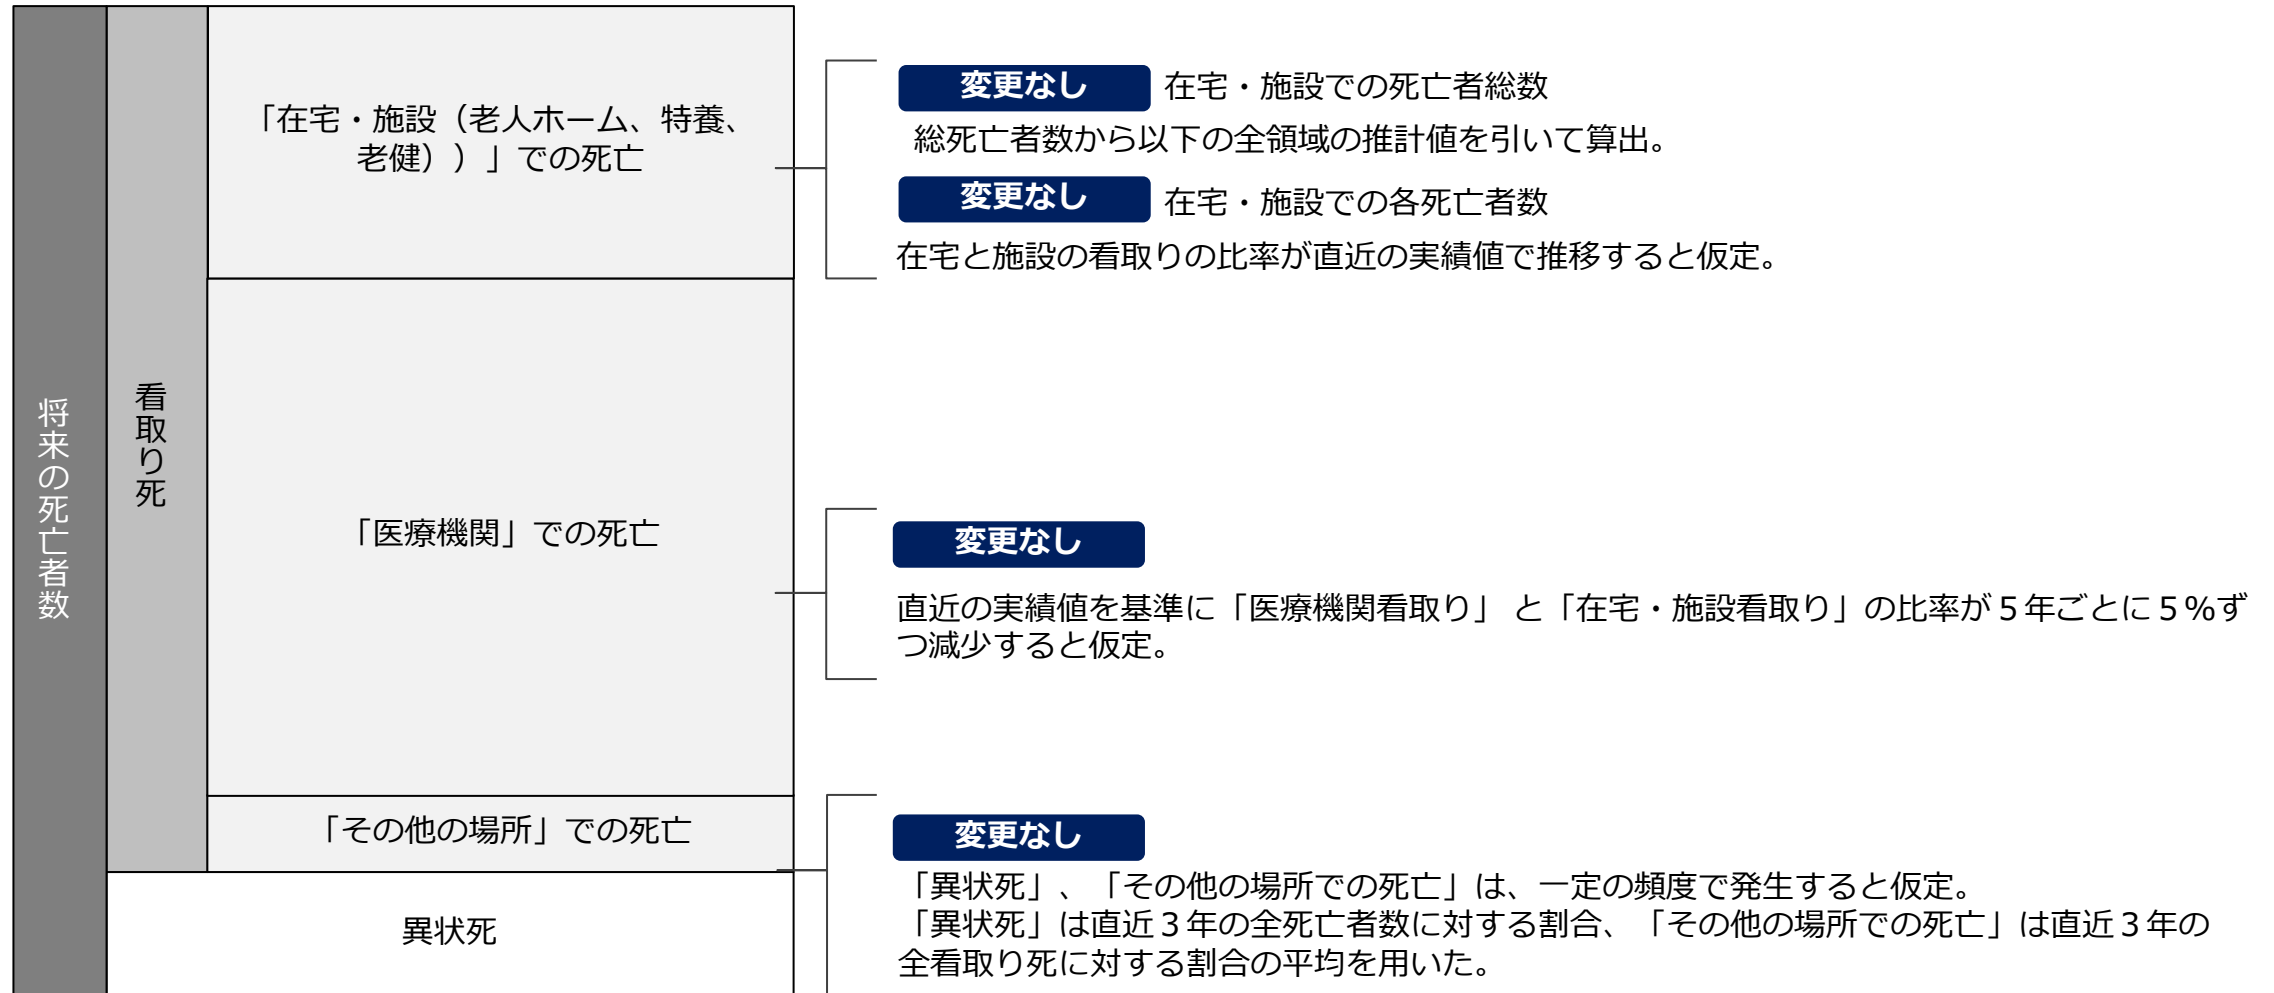 将来の死亡者数
看取り死
「在宅・施設（老人ホーム、特養、
老健））」での死亡
変更なし 在宅・施設での死亡者総数
総死亡者数から以下の全領域の推計値を引いて算出。
変更なし 在宅・施設での各死亡者数
在宅と施設の看取りの比率が直近の実績値で推移すると仮定。
「医療機関」での死亡
変更なし
直近の実績値を基準に「医療機関看取り」 と「在宅・施設看取り」の比率が５年ごとに５％ず
つ減少すると仮定。
「その他の場所」での死亡
異状死
変更なし
「異状死」、「その他の場所での死亡」は、一定の頻度で発生すると仮定。
「異状死」は直近３年の全死亡者数に対する割合、「その他の場所での死亡」は直近３年の
全看取り死に対する割合の平均を用いた。